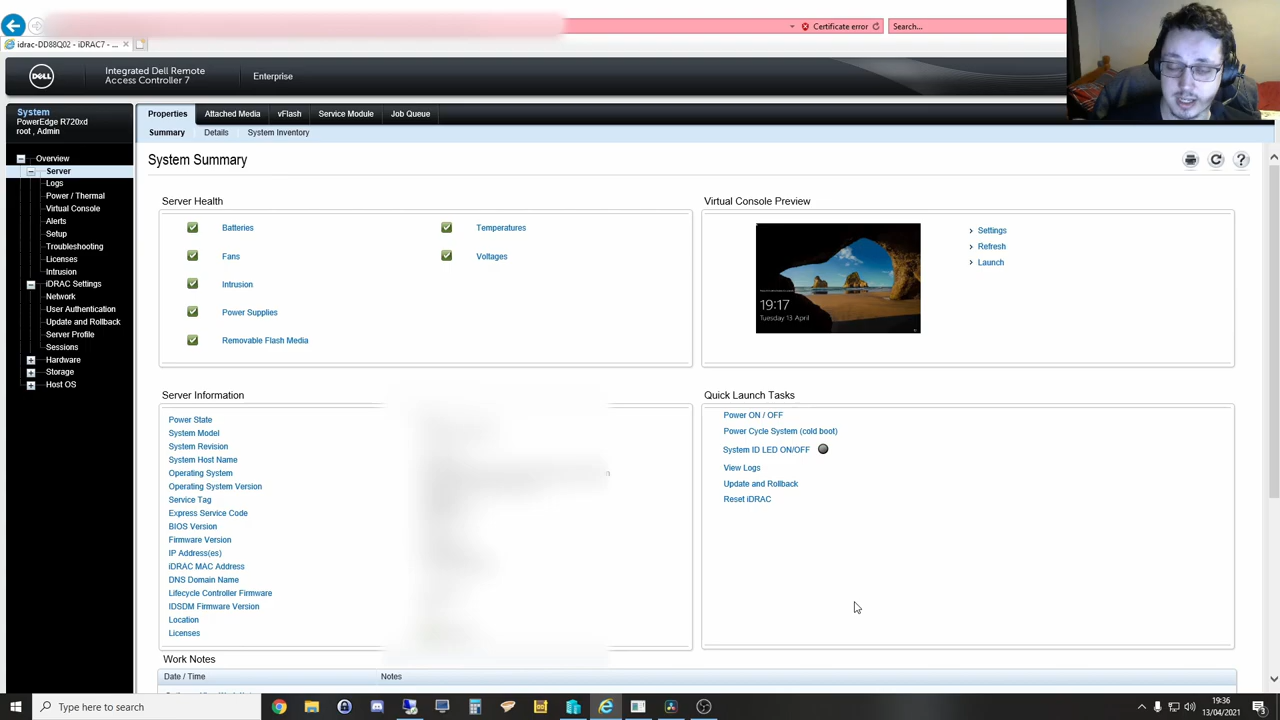 Certificate error
Search...
idrac-DD88Q02 - iDRAC7 - ...
DELL
Integrated Dell Remote
Access Controller 7
Enterprise
System
PowerEdge R720xd
root , Admin
Overview
Server
Logs
Power / Thermal
Virtual Console
Alerts
Setup
Troubleshooting
Licenses
Intrusion
iDRAC Settings
Network
User Authentication
Update and Rollback
Server Profile
Sessions
Hardware
Storage
Host OS
Properties
Attached Media
vFlash
Service Module
Job Queue
Summary
Details
System Inventory
System Summary
Server Health
Batteries
Temperatures
Fans
Voltages
Intrusion
Power Supplies
Removable Flash Media
Virtual Console Preview
19:17
Tuesday 13 April
Settings
Refresh
Launch
Server Information
Power State
System Model
System Revision
System Host Name
Operating System
Operating System Version
Service Tag
Express Service Code
BIOS Version
Firmware Version
IP Address(es)
iDRAC MAC Address
DNS Domain Name
Lifecycle Controller Firmware
IDSDM Firmware Version
Location
Licenses
Quick Launch Tasks
Power ON / OFF
Power Cycle System (cold boot)
System ID LED ON/OFF
View Logs
Update and Rollback
Reset iDRAC
Work Notes
Date / Time
Notes
Type here to search
19:36
13/04/2021